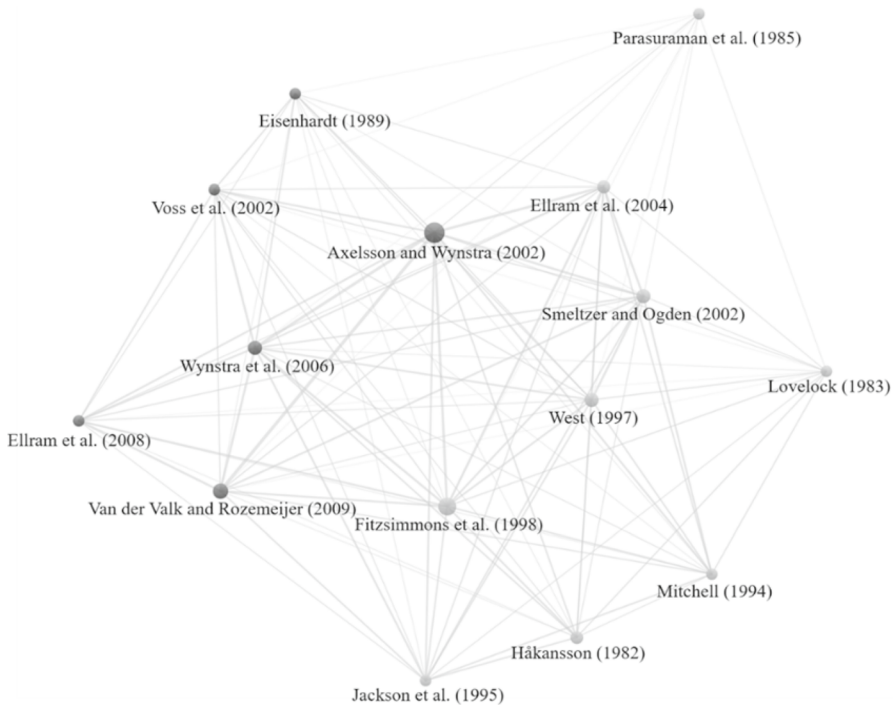 Parasuraman et al. (1985)
Eisenhardt (1989)
Voss et al. (2002)
Ellram et al. (2004)
Axelsson and Wynstra (2002)
Smeltzer and Ogden (2002)
Wynstra et al. (2006)
Lovelock (1983)
West (1997)
Ellram et al. (2008)
Van der Valk and Rozemeijer (2009)
Fitzsimmons et al. (1998)
Mitchell (1994)
Håkansson (1982)
Jackson et al. (1995)